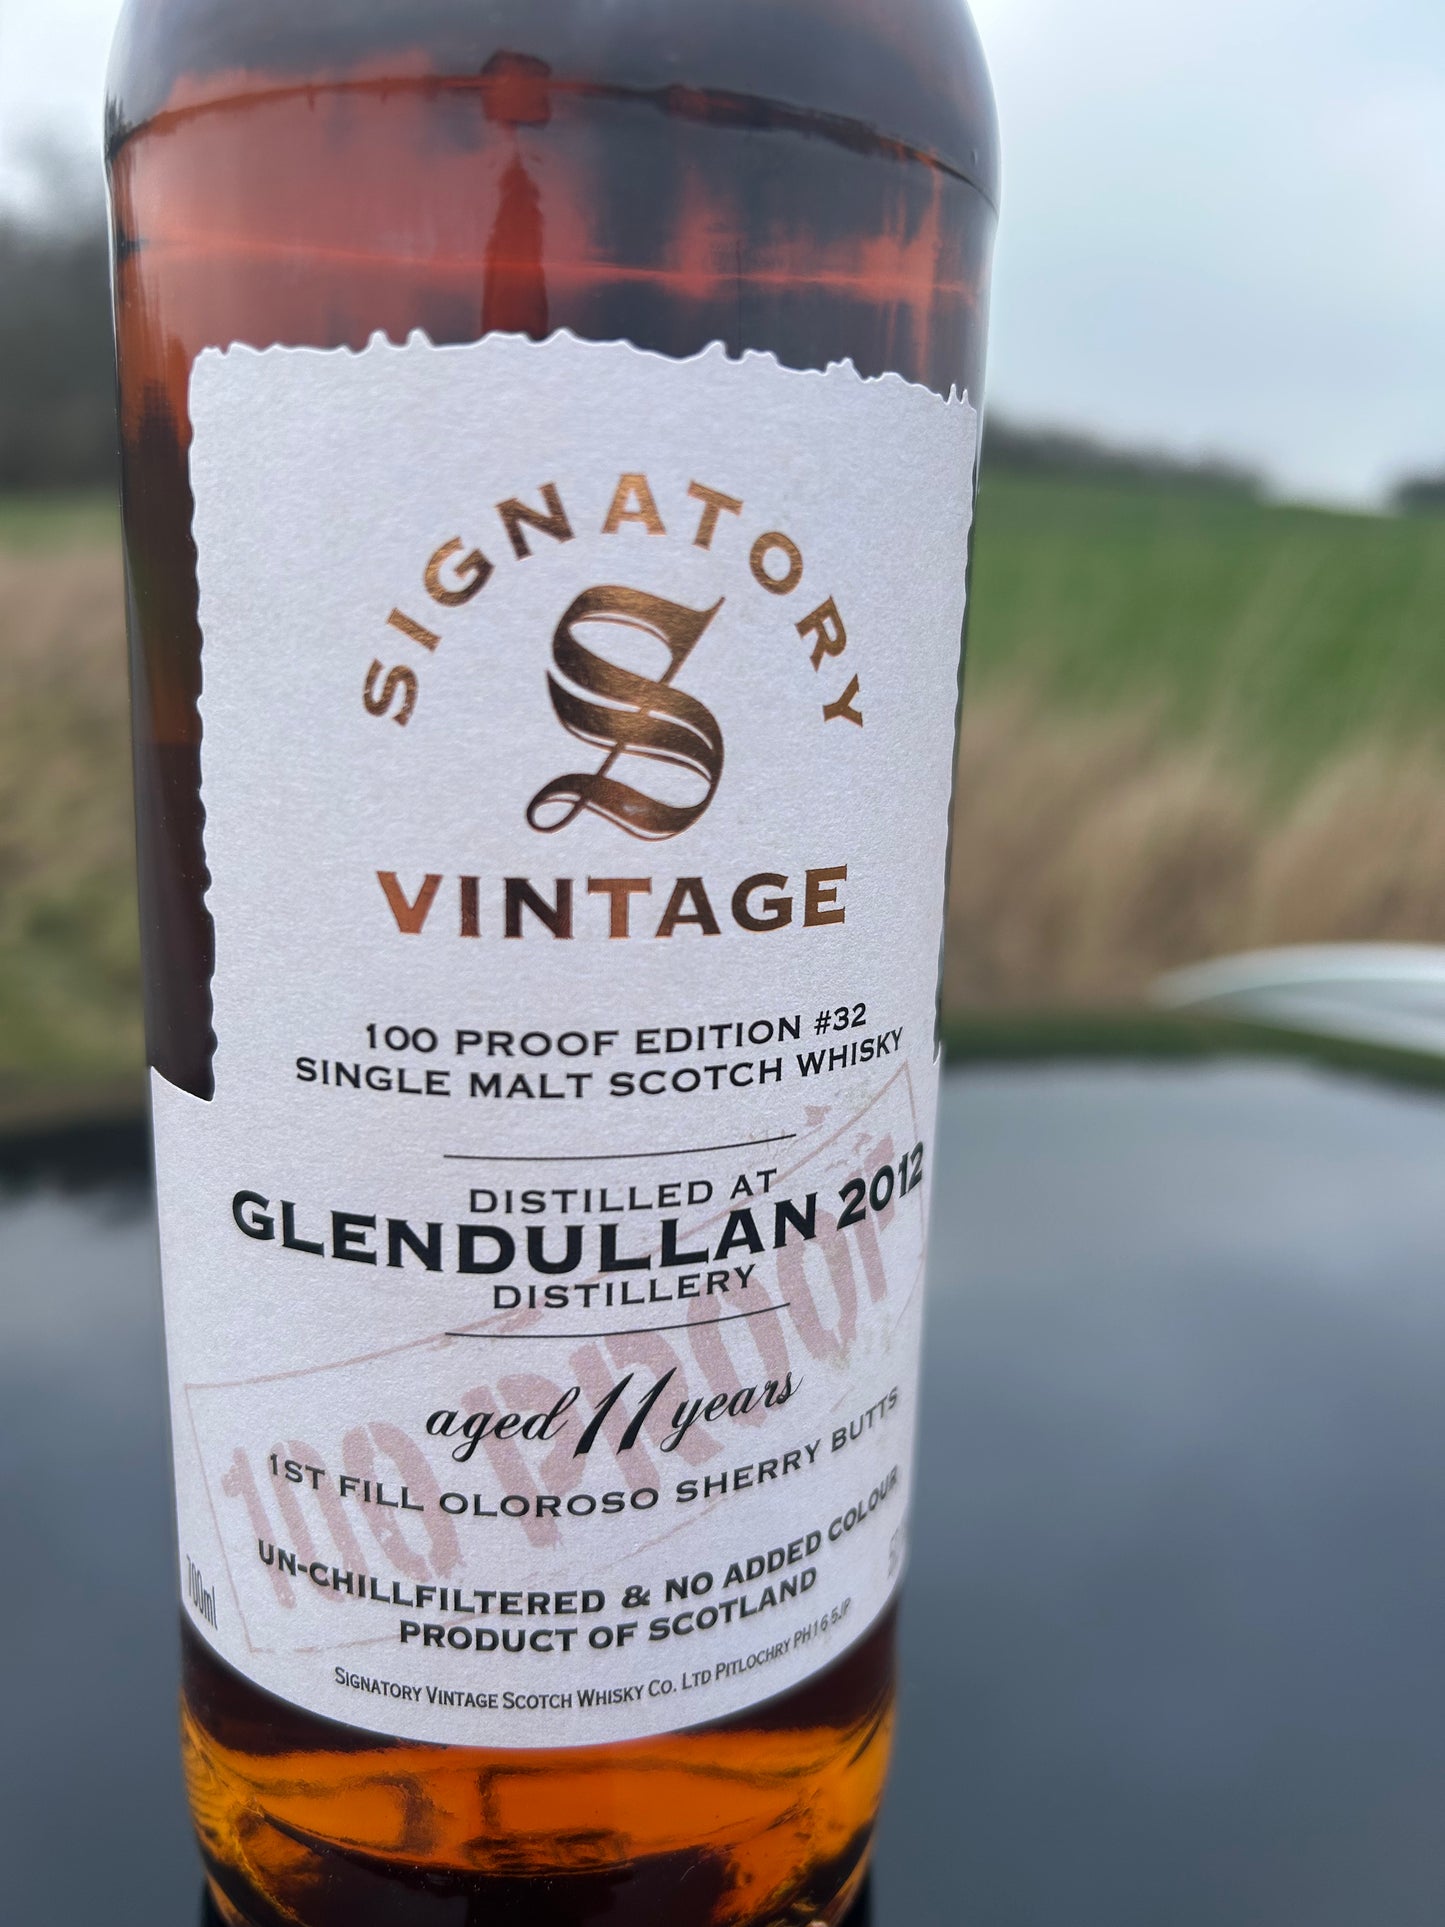 SIGNATORY
S
VINTAGE
100 PROOF EDITION #32
SINGLE MALT SCOTCH WHISKY
DISTILLED AT
GLENDULLAN 2012
DISTILLERY
aged 11 years
100 PROOF
1ST FILL OLOROSO SHERRY BUTTS
UN-CHILLFILTERED & NO ADDED COLOUR
700ml
PRODUCT OF SCOTLAND
SIGNATORY VINTAGE SCOTCH WHISKY CO. LTD PITLOCHRY PH16 5JP